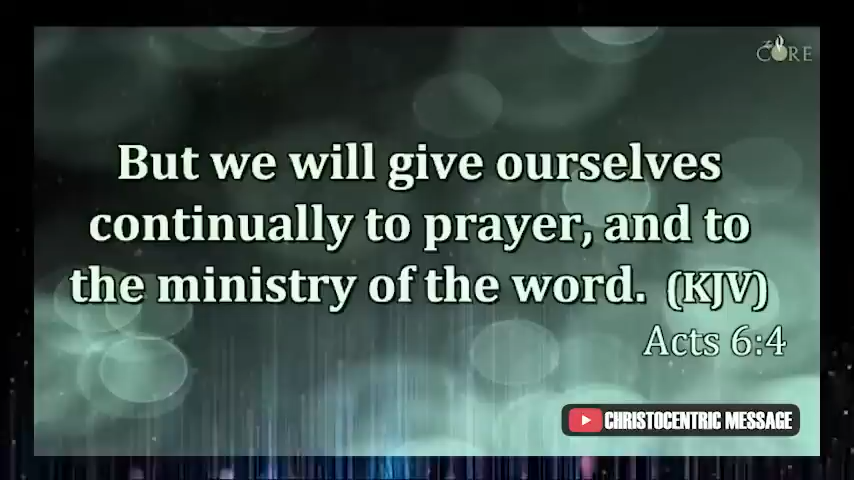 CORE
But we will give ourselves
continually to prayer, and to
the ministry of the word. (KJV)
Acts 6:4
CHRISTOCENTRIC MESSAGE